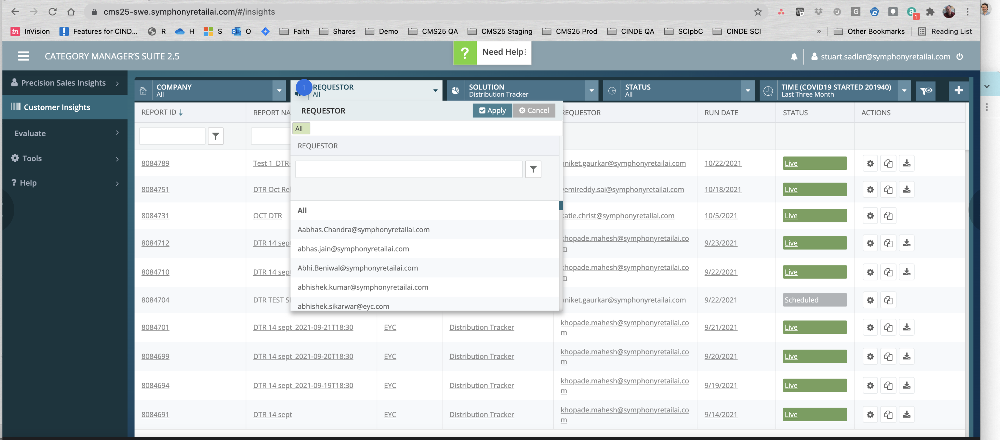 cms25-swe.symphonyretailai.com/#/insights
1
in InVision
! Features for CIND...
R
H
S
O
Faith
Shares
Demo
CMS25 QA
CMS25 Staging
CMS25 Prod
CINDE QA
SCIpbC
CINDE SCI
»
Other Bookmarks
Reading List
CATEGORY MANAGER'S SUITE 2.5
? Need Help
stuart.sadler@symphonyretailai.com
Precision Sales Insights
Customer Insights
Evaluate
Tools
? Help
COMPANY
All
1
REQUESTOR
All
SOLUTION
Distribution Tracker
STATUS
All
TIME (COVID19 STARTED 201940)
Last Three Month
REQUESTOR
Apply
Cancel
All
REQUESTOR
All
Aabhas.Chandra@symphonyretailai.com
abhas.jain@symphonyretailai.com
Abhi.Beniwal@symphonyretailai.com
abhishek.kumar@symphonyretailai.com
abhishek.sikarwar@eyc.com
REPORT ID REPORT NA REQUESTOR RUN DATE STATUS ACTIONS
8084789 Test 1_DTR- niket.gaurkar@symphonyretailai.com 10/22/2021 Live
8084751 DTR Oct Re emireddy.sai@symphonyretailai.com 10/18/2021 Live
8084731 OCT DTR katie.christ@symphonyretailai.com 10/5/2021 Live
8084712 DTR 14 sept khopade.mahesh@symphonyretailai.co 9/23/2021 Live
m
8084710 DTR 14 sept khopade.mahesh@symphonyretailai.co 9/22/2021 Live
m
8084704 DTR TEST S niket.gaurkar@symphonyretailai.com 9/22/2021 Scheduled
8084701 DTR 14 sept_2021-09-21T18:30 EYC Distribution Tracker khopade.mahesh@symphonyretailai.co 9/21/2021 Live
m
8084699 DTR 14 sept_2021-09-20T18:30 EYC Distribution Tracker khopade.mahesh@symphonyretailai.co 9/20/2021 Live
m
8084694 DTR 14 sept_2021-09-19T18:30 EYC Distribution Tracker khopade.mahesh@symphonyretailai.co 9/19/2021 Live
m
8084691 DTR 14 sept EYC Distribution Tracker khopade.mahesh@symphonyretailai.co 9/14/2021 Live
m